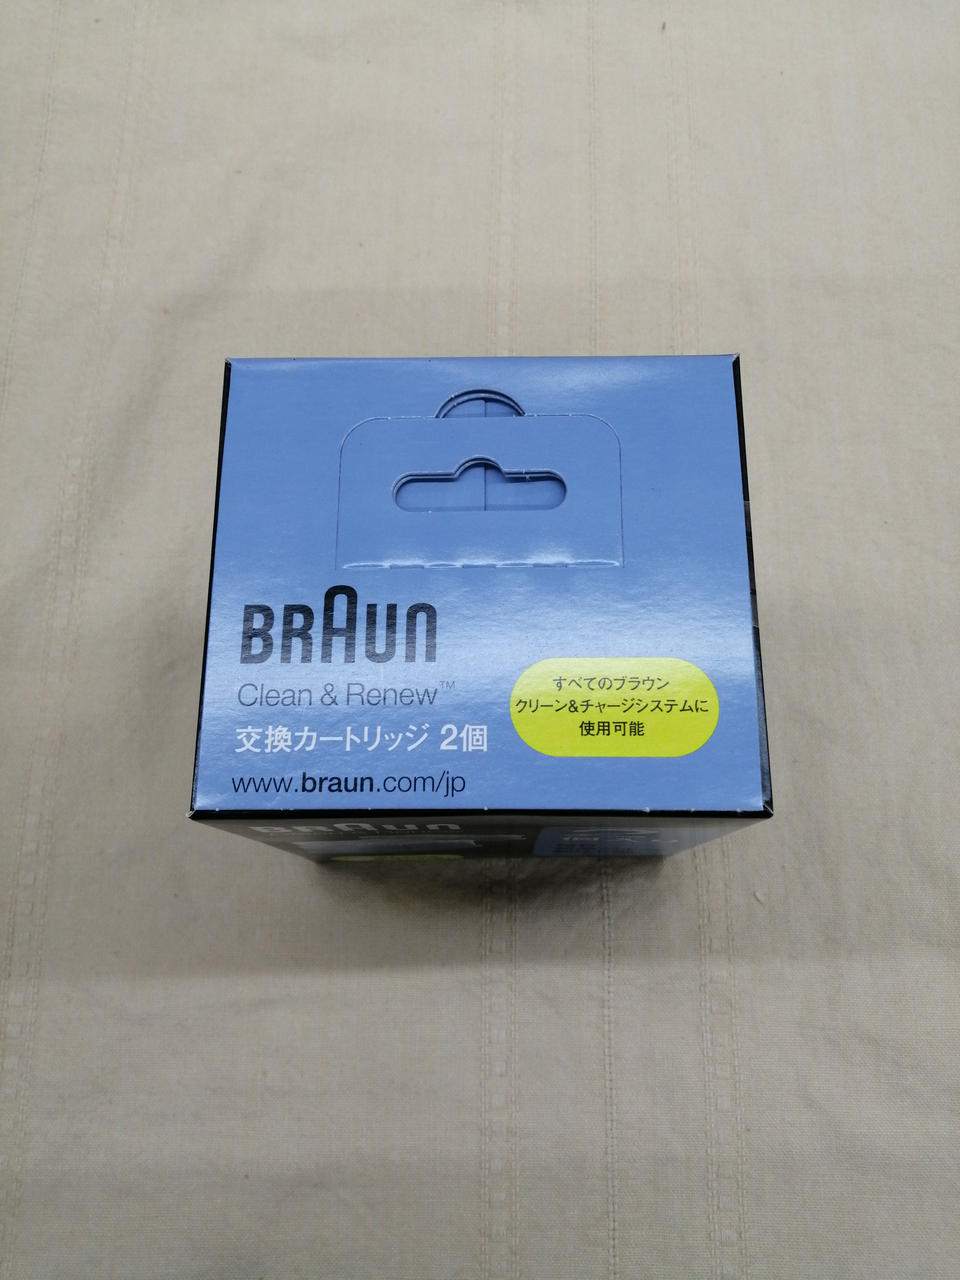 BRAUN
Clean & Renew™
交換カートリッジ 2個
www.braun.com/jp
すべてのブラウン
クリーン&チャージシステムに
使用可能
BRAUN